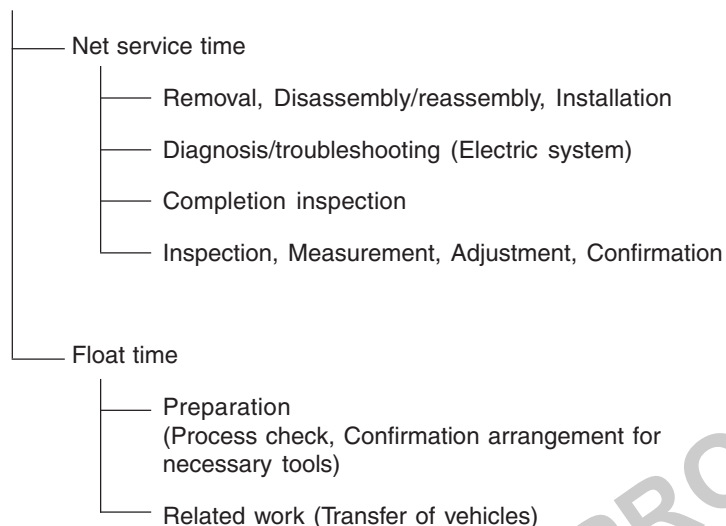 Net service time
Removal, Disassembly/reassembly, Installation
Diagnosis/troubleshooting (Electric system)
Completion inspection
Inspection, Measurement, Adjustment, Confirmation
Float time
Preparation
(Process check, Confirmation arrangement for
necessary tools)
Related work (Transfer of vehicles)
PRO